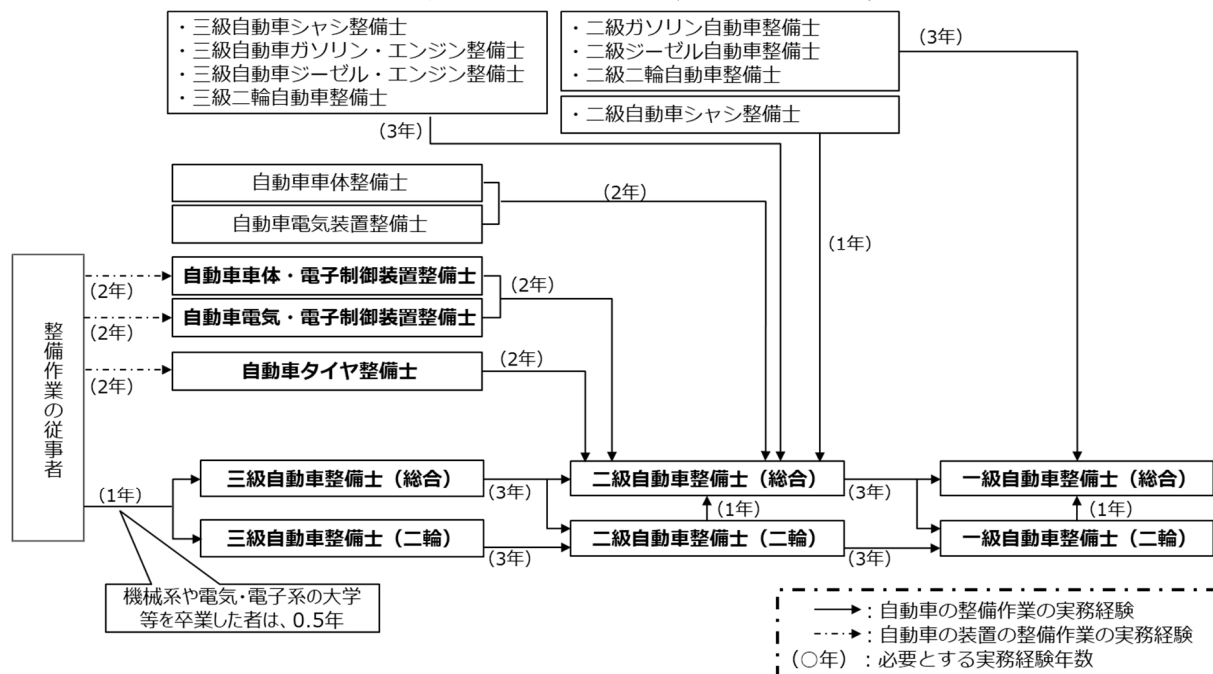 ・三級自動車シャシ整備士
・三級自動車ガソリン・エンジン整備士
・三級自動車ジーゼル・エンジン整備士
・三級二輪自動車整備士
・二級ガソリン自動車整備士
・二級ジーゼル自動車整備士
・二級二輪自動車整備士
(3年)
・二級自動車シャシ整備士
(3年)
自動車車体整備士
自動車電気装置整備士
(2年)
(1年)
整備作業の従事者
(2年)
自動車車体・電子制御装置整備士
(2年)
(2年)
自動車電気・電子制御装置整備士
(2年)
自動車タイヤ整備士
(2年)
(1年)
三級自動車整備士（総合）
(3年)
二級自動車整備士（総合）
(3年)
一級自動車整備士（総合）
(1年)
(1年)
三級自動車整備士（二輪）
(3年)
二級自動車整備士（二輪）
(3年)
一級自動車整備士（二輪）
機械系や電気・電子系の大学
等を卒業した者は、0.5年
：自動車の整備作業の実務経験
：自動車の装置の整備作業の実務経験
(○年)：必要とする実務経験年数